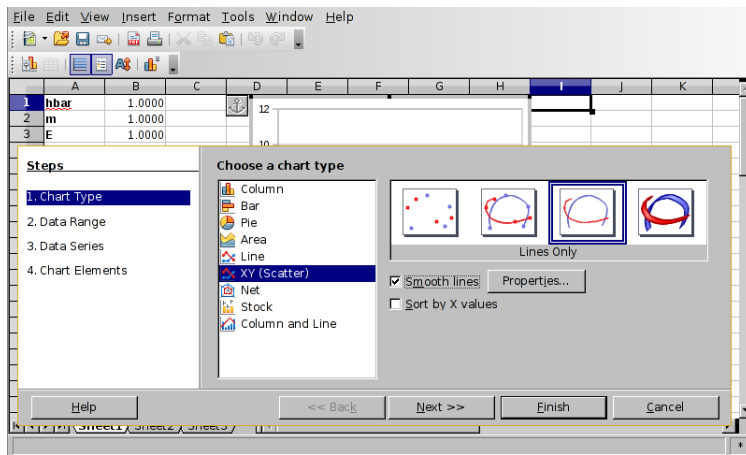 File Edit View Insert Format Tools Window Help
A B C D E F G H I J K
1 hbar 1.0000
2 m 1.0000
3 E 1.0000
12
10
Steps
1. Chart Type
2. Data Range
3. Data Series
4. Chart Elements
Choose a chart type
Column
Bar
Pie
Area
Line
XY (Scatter)
Net
Stock
Column and Line
Lines Only
Smooth lines Properties...
Sort by X values
Help << Back Next >> Finish Cancel
Sheet1 Sheet2 Sheet3
*